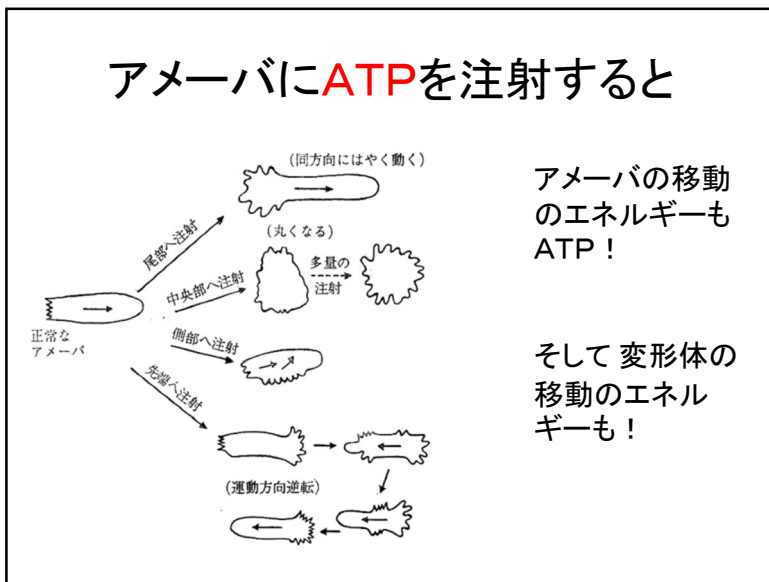 アメーバにＡＴＰを注射すると
(同方向にはやく動く)
尾部へ注射
(丸くなる)
多量の
注射
中央部へ注射
正常な
アメーバ
側部へ注射
先端へ注射
(運動方向逆転)
アメーバの移動
のエネルギーも
ＡＴＰ！
そして 変形体の
移動のエネル
ギーも！